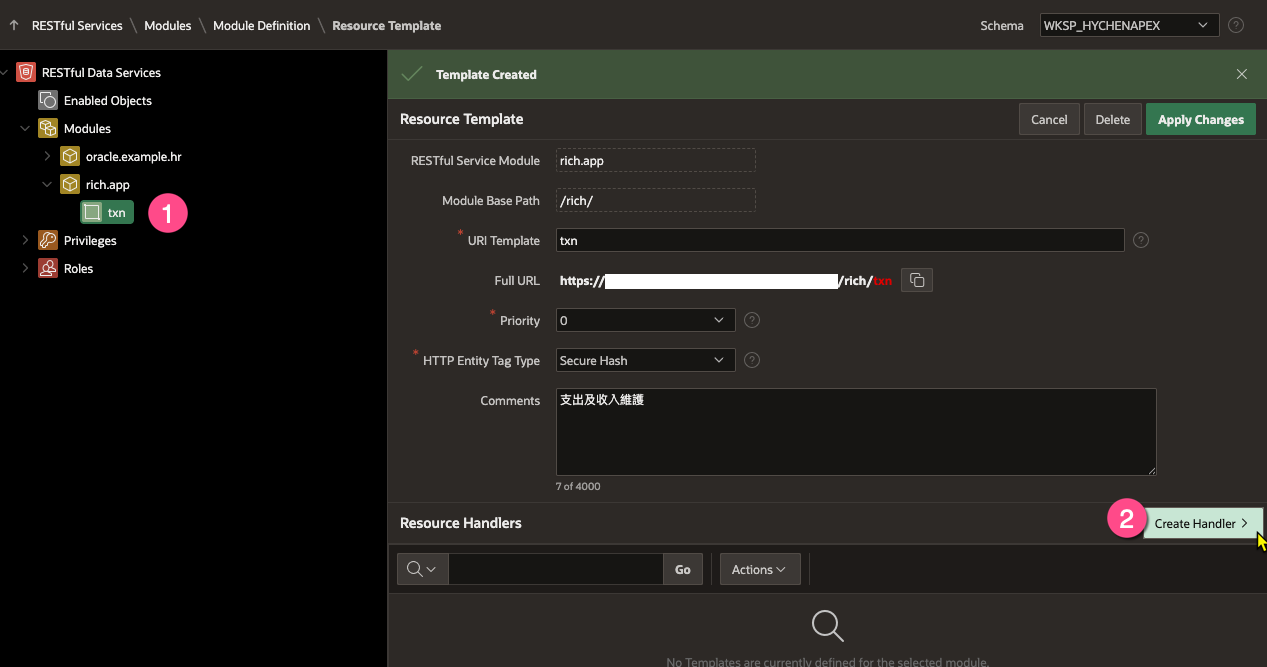 RESTful Services \ Modules \ Module Definition \ Resource Template
Schema WKSP_HYCHENAPEX
RESTful Data Services
Enabled Objects
Modules
oracle.example.hr
rich.app
txn
1
Privileges
Roles
Template Created
Resource Template
Cancel
Delete
Apply Changes
RESTful Service Module rich.app
Module Base Path /rich/
* URI Template txn
Full URL https:// /rich/txn
* Priority 0
* HTTP Entity Tag Type Secure Hash
Comments 支出及收入維護
7 of 4000
Resource Handlers
2
Create Handler >
Go
Actions
No Templates are currently defined for the selected module.